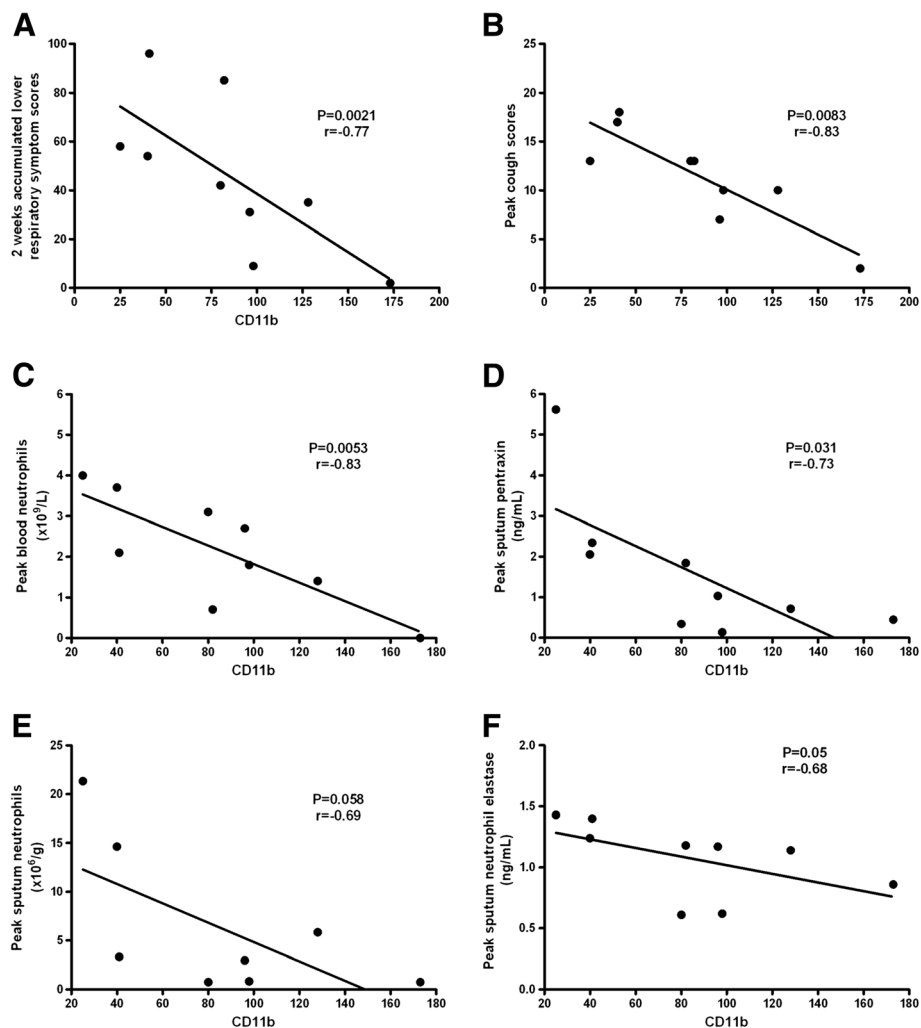 A
2 weeks accumulated lower
respiratory symptom scores
100
80
60
40
20
0
P=0.0021
r=-0.77
0 25 50 75 100 125 150 175 200
CD11b
B
Peak cough scores
25
20
15
10
5
0
P=0.0083
r=-0.83
0 25 50 75 100 125 150 175 200
C
Peak blood neutrophils
(x10⁹/L)
6
5
4
3
2
1
0
P=0.0053
r=-0.83
20 40 60 80 100 120 140 160 180
CD11b
D
Peak sputum pentraxin
(ng/mL)
6
5
4
3
2
1
0
P=0.031
r=-0.73
20 40 60 80 100 120 140 160 180
CD11b
E
Peak sputum neutrophils
(x10⁶/g)
25
20
15
10
5
0
P=0.058
r=-0.69
20 40 60 80 100 120 140 160 180
CD11b
F
Peak sputum neutrophil elastase
(ng/mL)
2.0
1.5
1.0
0.5
0.0
P=0.05
r=-0.68
20 40 60 80 100 120 140 160 180
CD11b